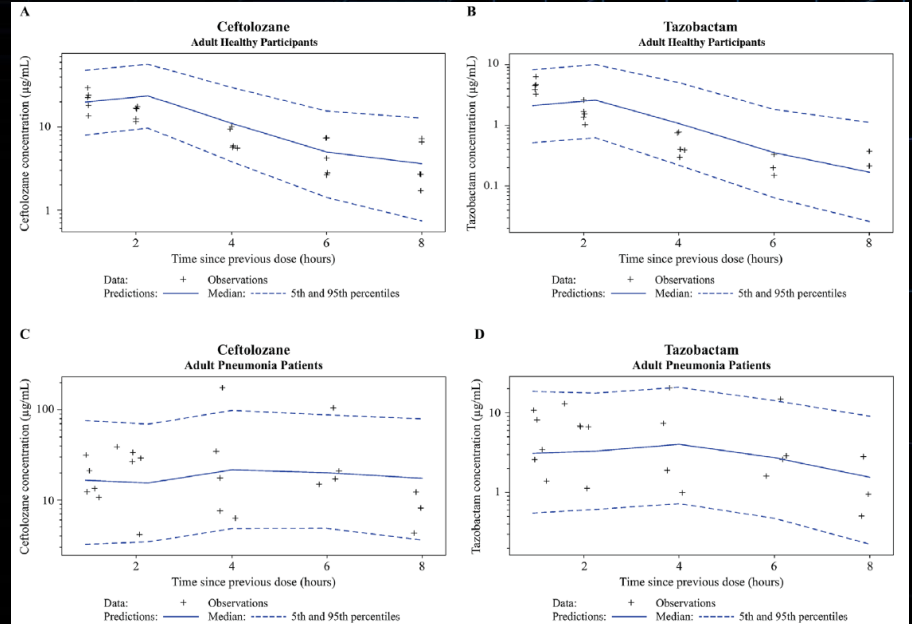 A
Ceftolozane
Adult Healthy Participants
Ceftolozane concentration (µg/mL)
10
1
2 4 6 8
Time since previous dose (hours)
Data: + Observations
Predictions: Median: 5th and 95th percentiles
B
Tazobactam
Adult Healthy Participants
Tazobactam concentration (µg/mL)
10
1
0.1
2 4 6 8
Time since previous dose (hours)
Data: + Observations
Predictions: Median: 5th and 95th percentiles
C
Ceftolozane
Adult Pneumonia Patients
Ceftolozane concentration (µg/mL)
100
10
2 4 6 8
Time since previous dose (hours)
Data: + Observations
Predictions: Median: 5th and 95th percentiles
D
Tazobactam
Adult Pneumonia Patients
Tazobactam concentration (µg/mL)
10
1
2 4 6 8
Time since previous dose (hours)
Data: + Observations
Predictions: Median: 5th and 95th percentiles